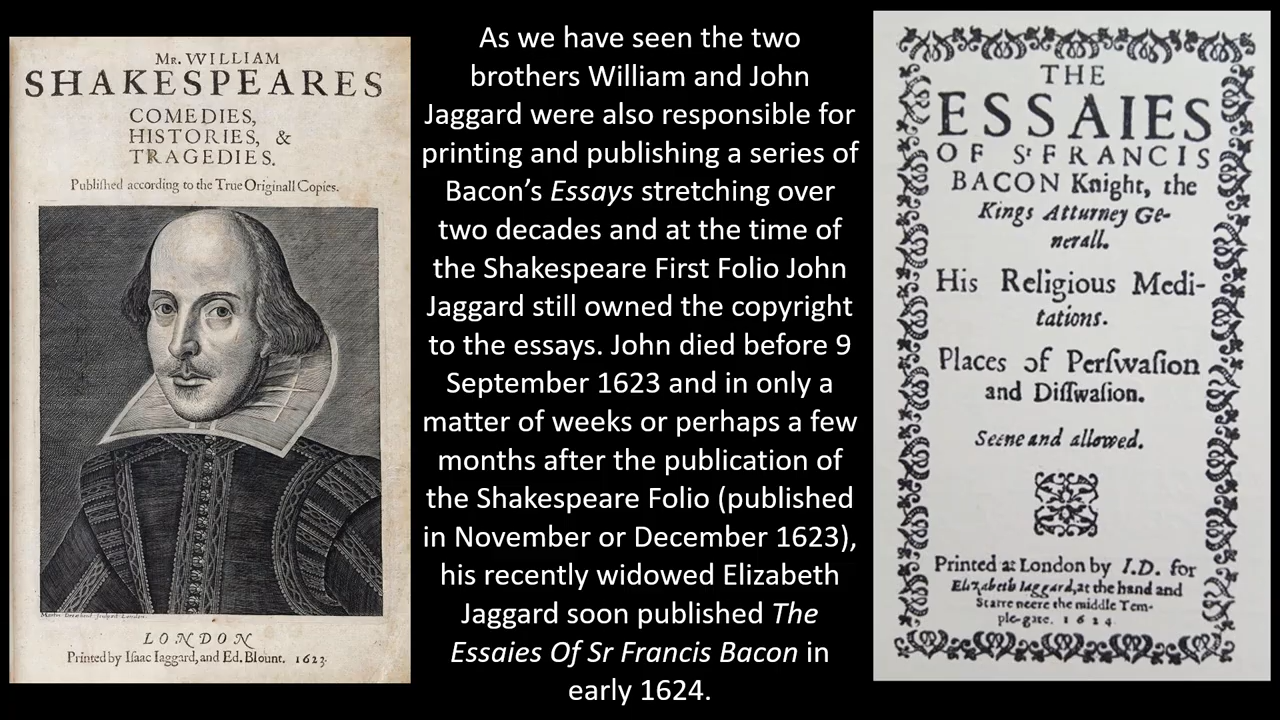 Mr. WILLIAM
SHAKESPEARES
COMEDIES,
HISTORIES, &
TRAGEDIES.
Publiſhed according to the True Originall Copies.
Martin Droeshout ſculpsit London.
LONDON
Printed by Iſaac Iaggard, and Ed. Blount. 1623.
As we have seen the two
brothers William and John
Jaggard were also responsible for
printing and publishing a series of
Bacon’s Essays stretching over
two decades and at the time of
the Shakespeare First Folio John
Jaggard still owned the copyright
to the essays. John died before 9
September 1623 and in only a
matter of weeks or perhaps a few
months after the publication of
the Shakespeare Folio (published
in November or December 1623),
his recently widowed Elizabeth
Jaggard soon published The
Essaies Of Sr Francis Bacon in
early 1624.
THE
ESSAIES
OF Sr FRANCIS
BACON Knight, the
Kings Atturney Ge-
nerall.
His Religious Medi-
tations.
Places of Perſwaſion
and Diſſwaſion.
Seene and allowed.
Printed at London by I.D. for
Elizabeth Iaggard, at the hand and
Starre neere the middle Tem-
ple-gate. 1624.